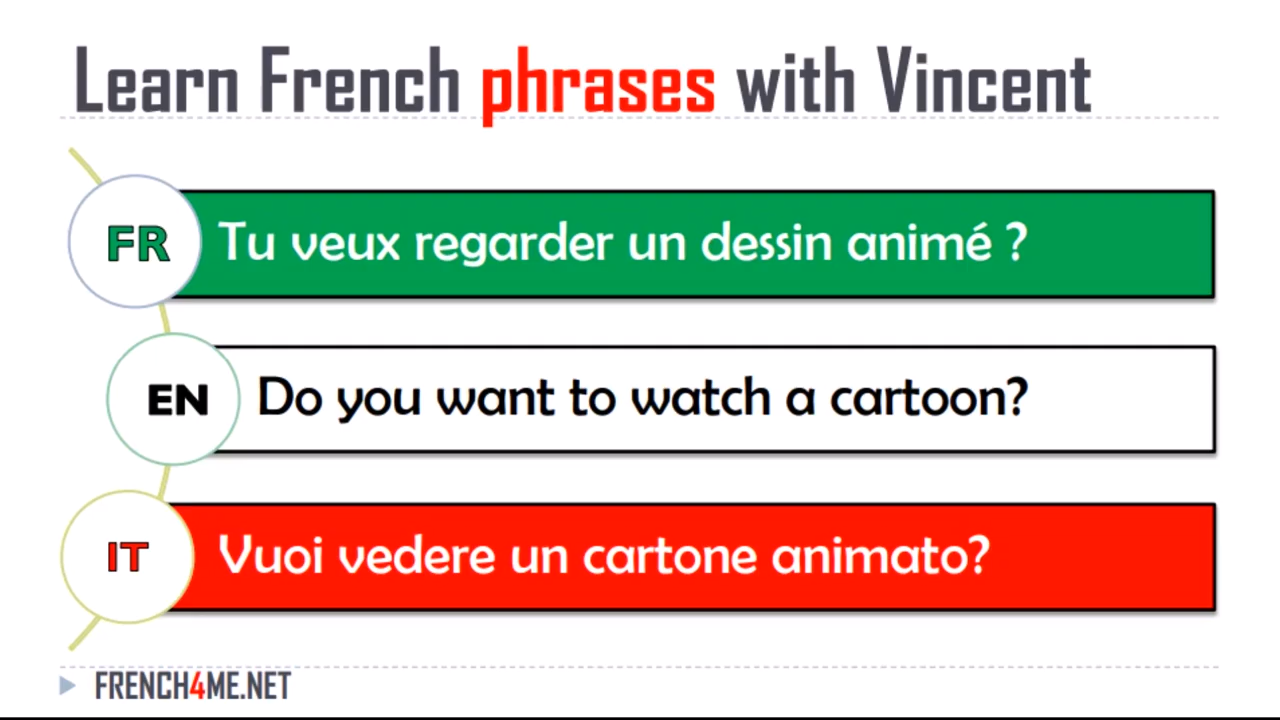 Learn French phrases with Vincent
FR
Tu veux regarder un dessin animé ?
EN
Do you want to watch a cartoon?
IT
Vuoi vedere un cartone animato?
FRENCH4ME.NET